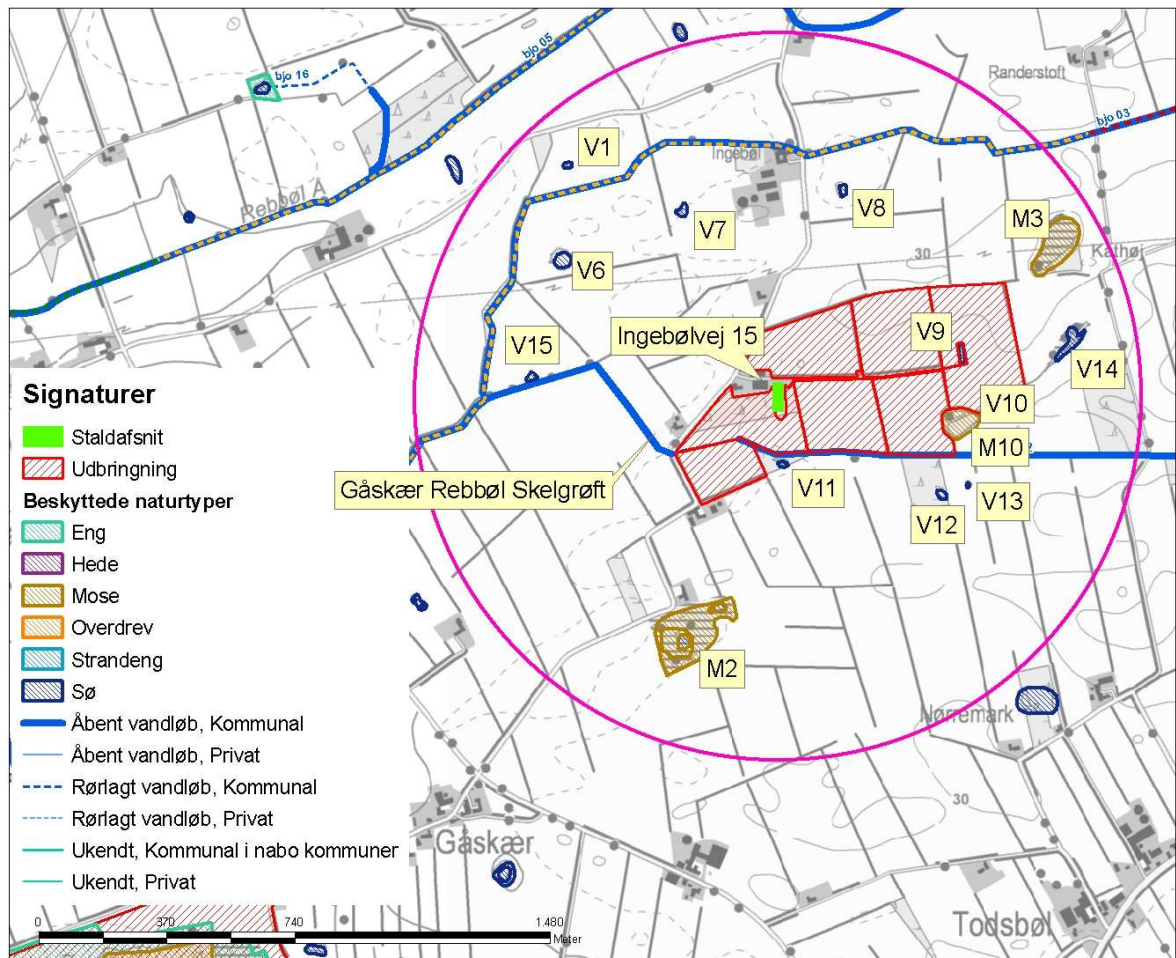 bjo 05
bjo 16
Randerstoft
bjo 03
V1
Ingebøl
V8
V7
M3
Rebbøl Å
.30
Kathøj
V6
Ingebølvej 15
V9
V15
V14
Signaturer
V10
Staldafsnit
M10
Udbringning
Gåskær Rebbøl Skelgrøft
V11
V13
Beskyttede naturtyper
V12
Eng
Hede
Mose
Overdrev
M2
Strandeng
Sø
Nørremark
Åbent vandløb, Kommunal
Åbent vandløb, Privat
Rørlagt vandløb, Kommunal
30
Rørlagt vandløb, Privat
Gåskær
Ukendt, Kommunal i nabo kommuner
Ukendt, Privat
0 370 740 1.480
Todsbøl
Meter